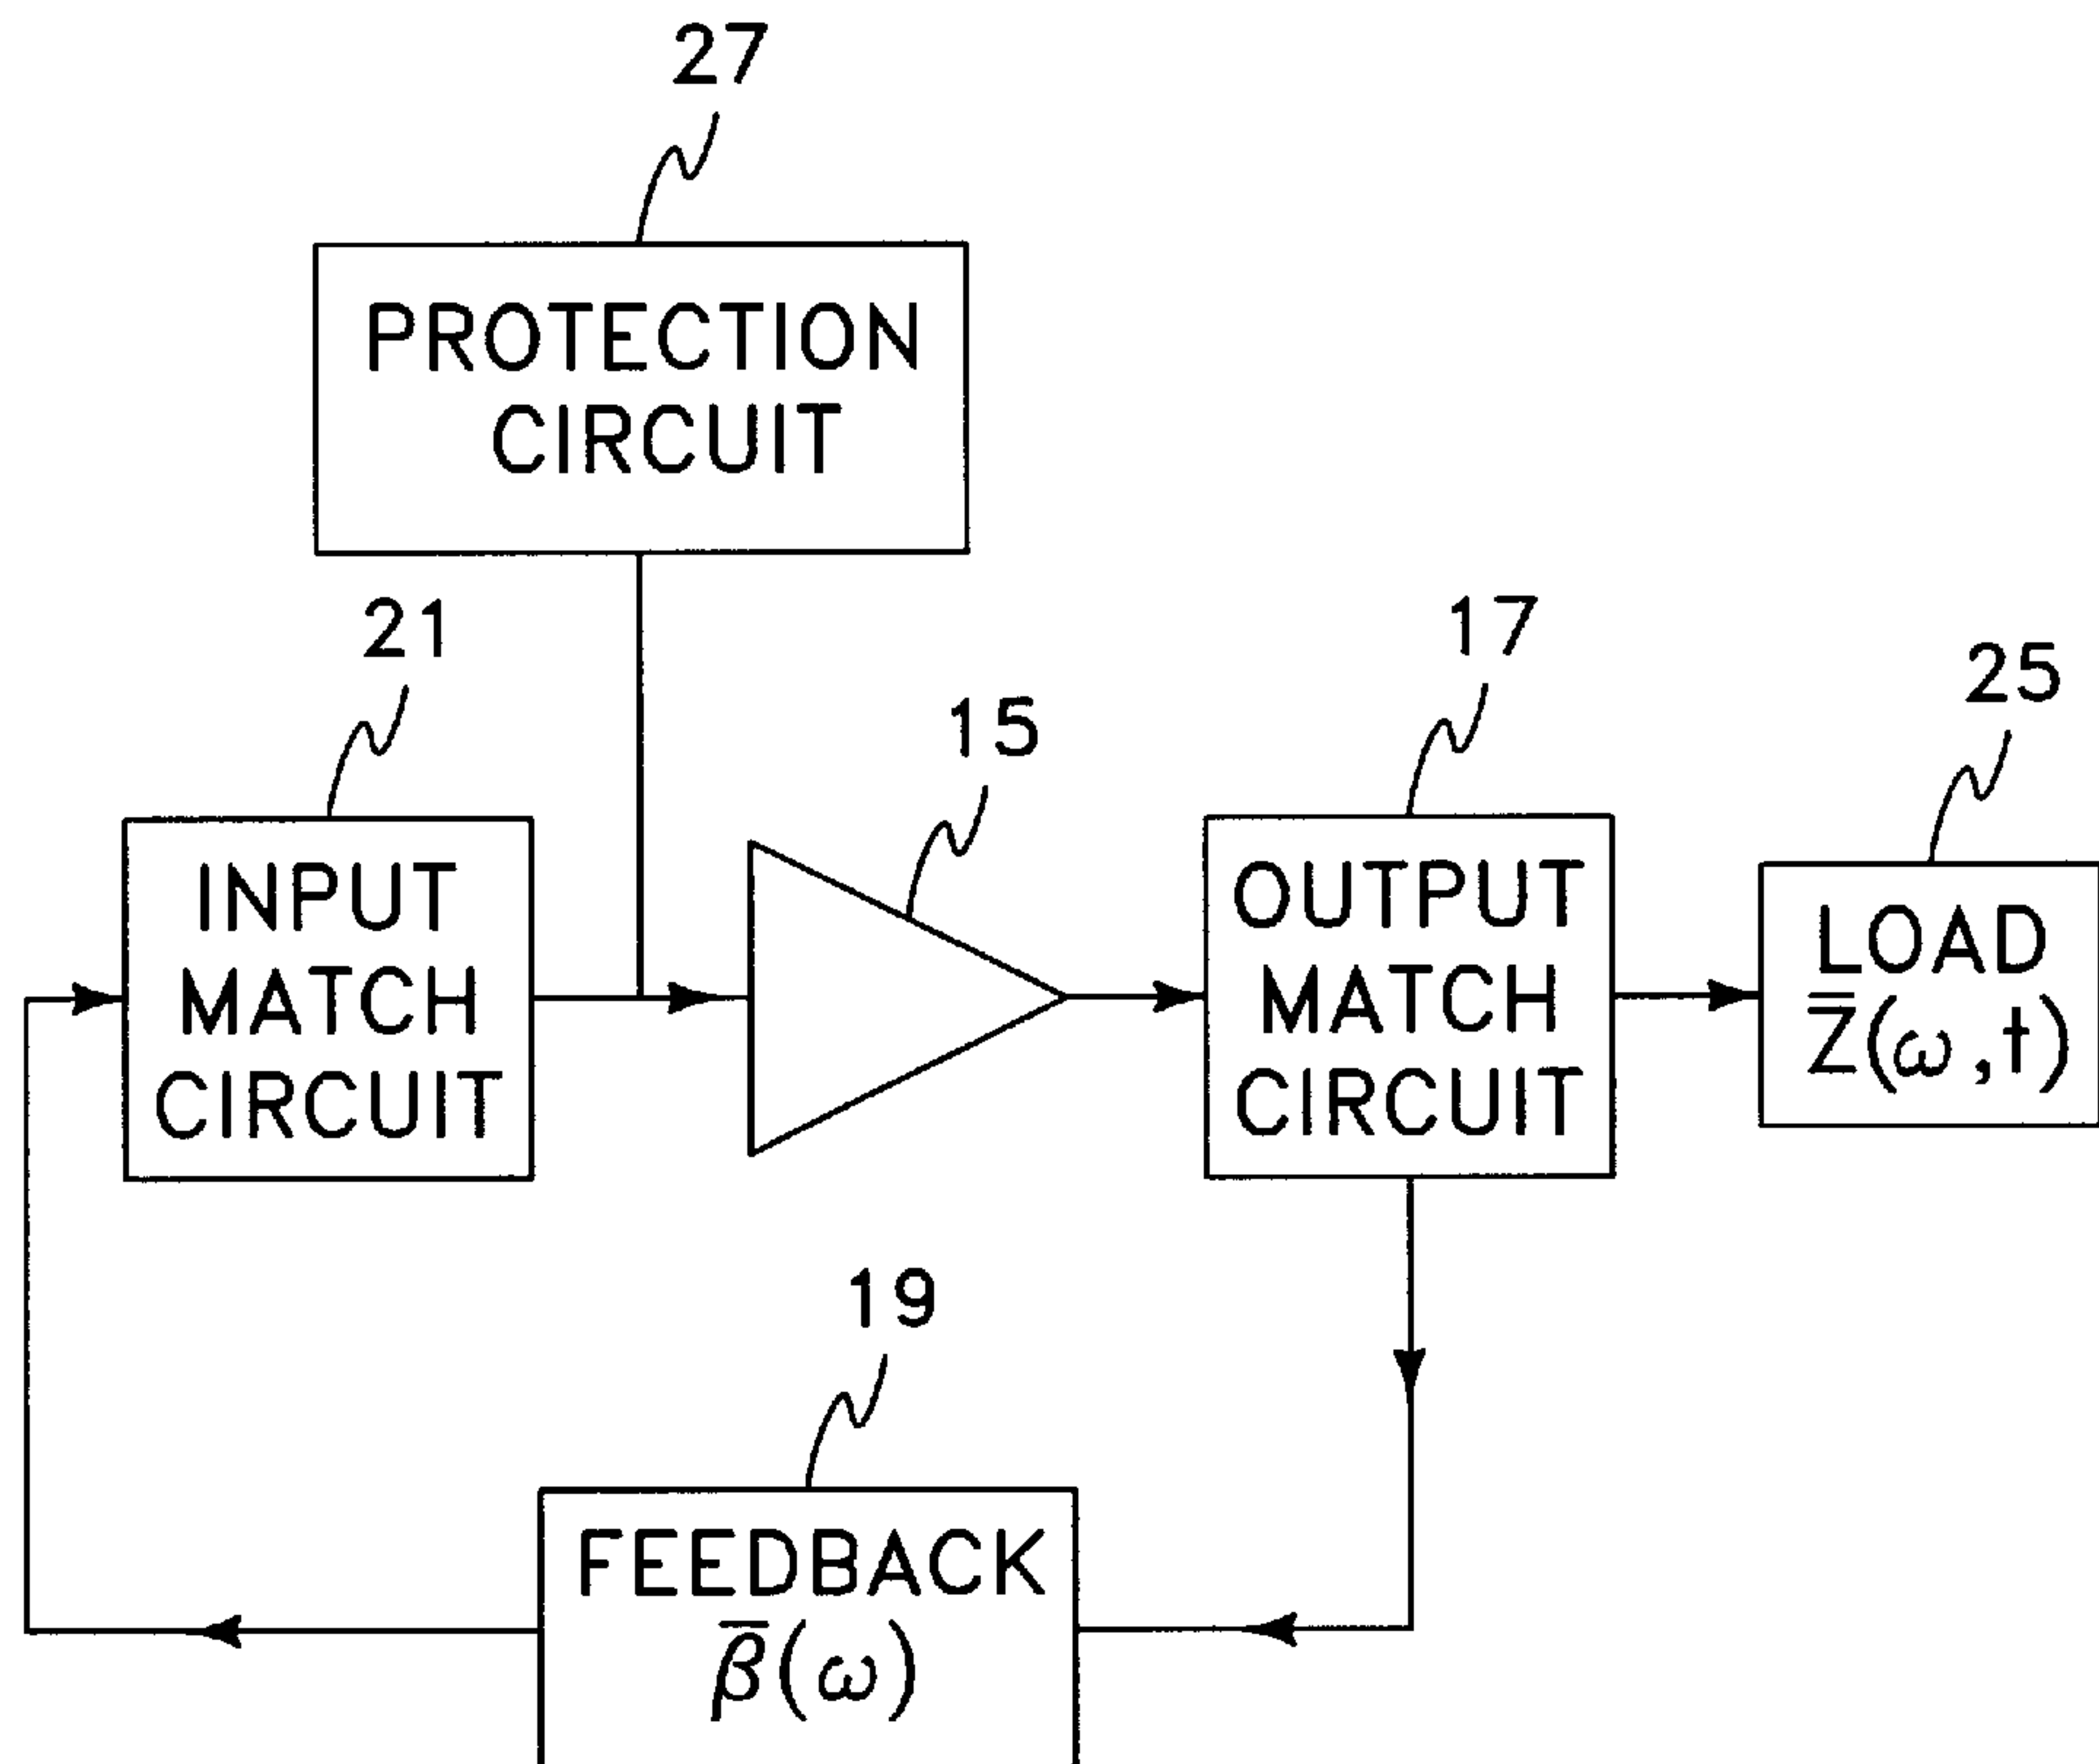 27
PROTECTION
CIRCUIT
21
INPUT
MATCH
CIRCUIT
15
17
OUTPUT
MATCH
CIRCUIT
25
LOAD
Z̅(ω,t)
19
FEEDBACK
β̅(ω)